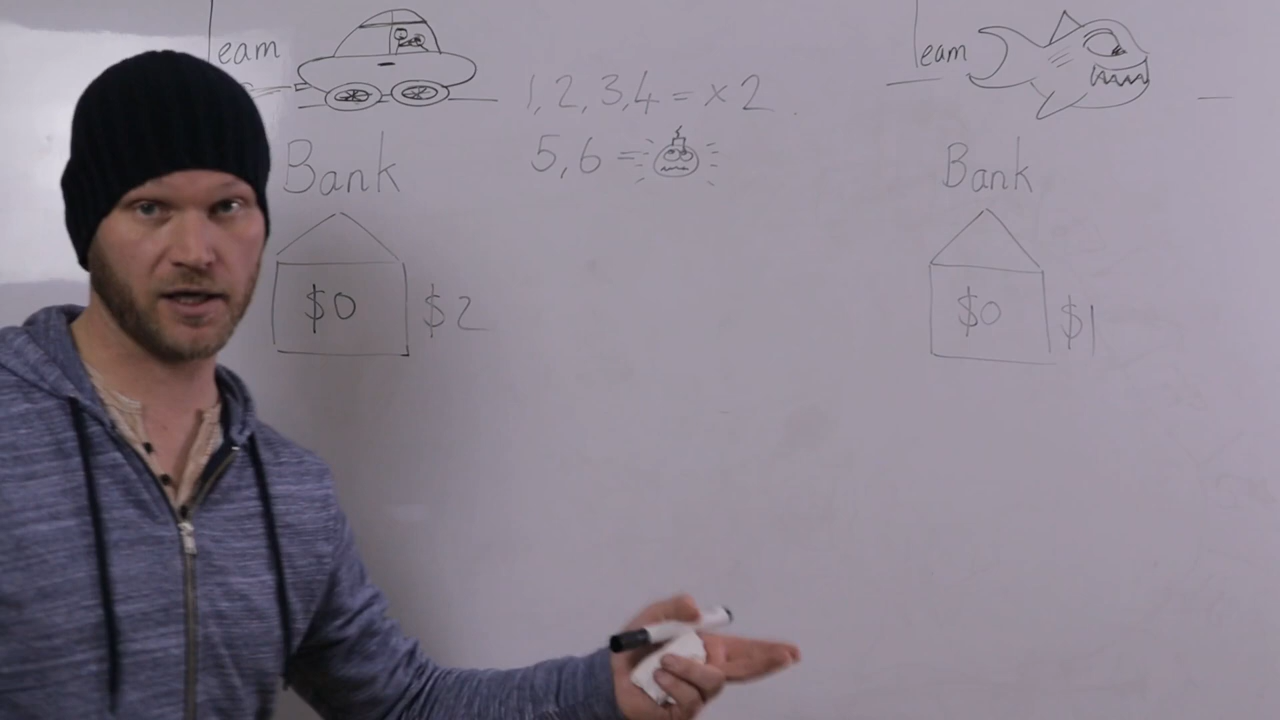 Team
1, 2, 3, 4 = x 2
5, 6 =
Bank
$0
$2
Team
Bank
$0
$1